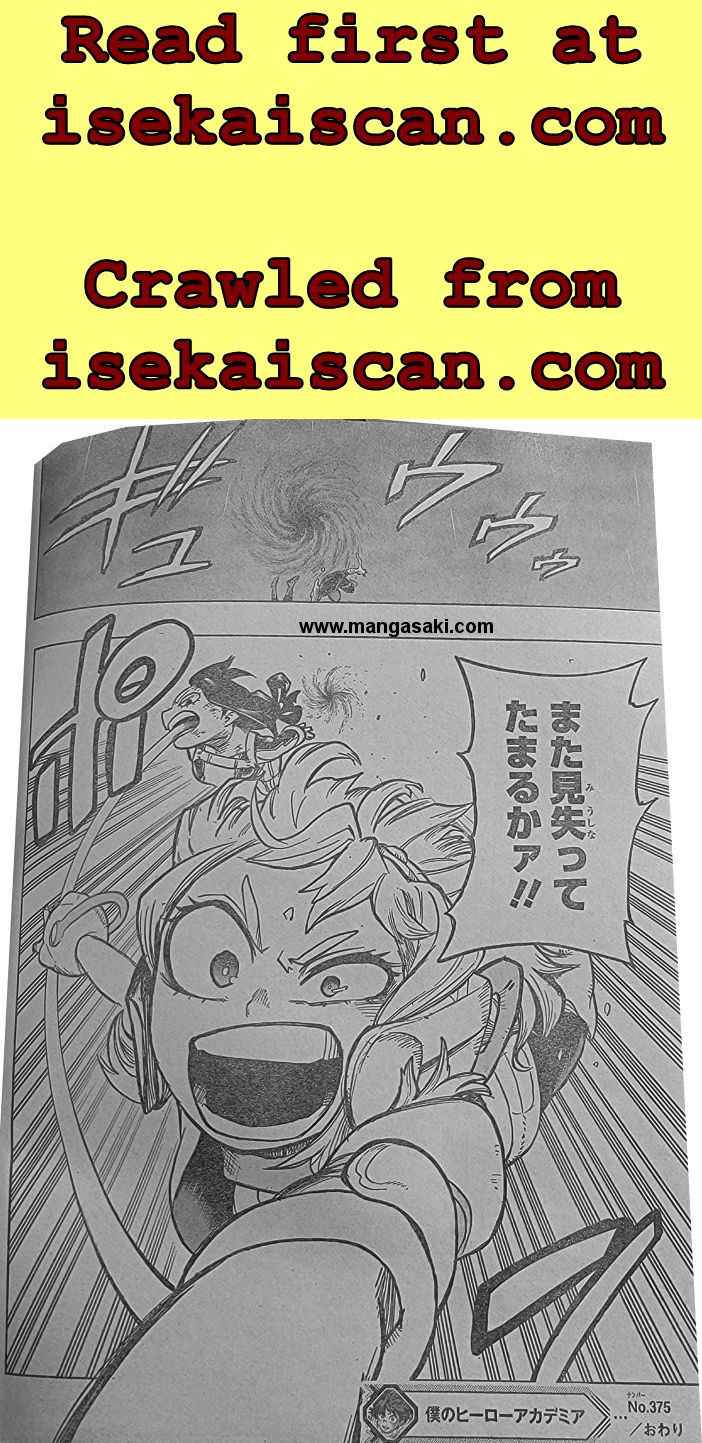 Read first at
isekaiscan.com
Crawled from
isekaiscan.com
ギュウウゥ
www.mangasaki.com
また見失って
みうしな
たまるかァ!!
ポッ
僕のヒーローアカデミア
ナンバー
No.375
…／おわり